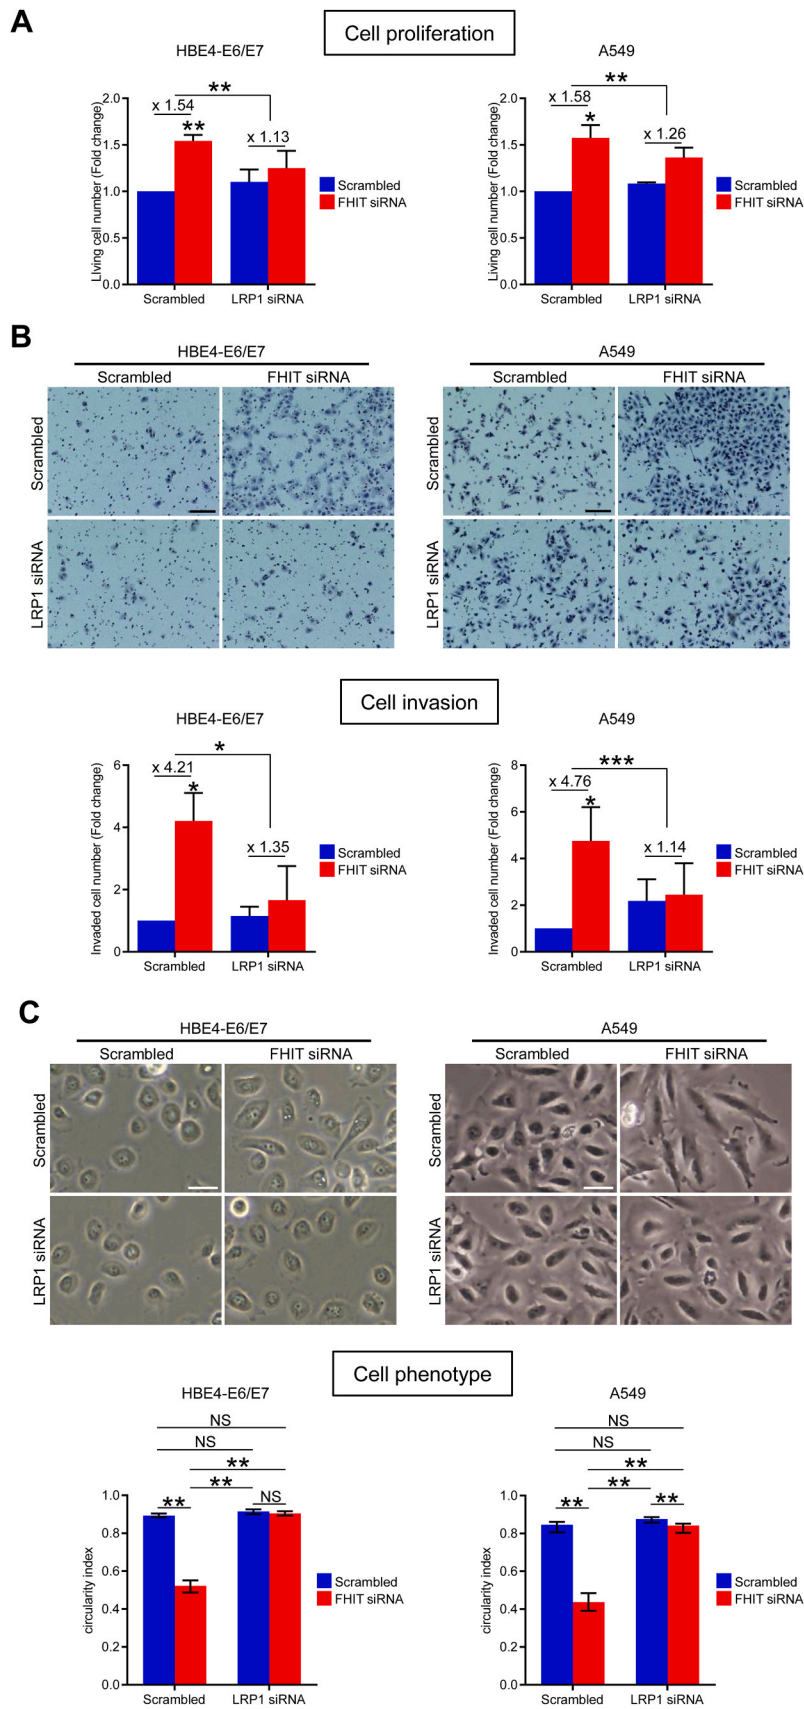 A
Cell proliferation
HBE4-E6/E7
A549
LIving cell number (Fold change)
2.0
1.5
1.0
0.5
0.0
**
x 1.54
**
x 1.13
Scrambled
LRP1 siRNA
Scrambled
FHIT siRNA
Living cell number (Fold change)
2.0
1.5
1.0
0.5
0.0
**
x 1.58
*
x 1.26
Scrambled
LRP1 siRNA
Scrambled
FHIT siRNA
B
HBE4-E6/E7
A549
Scrambled
FHIT siRNA
Scrambled
FHIT siRNA
Scrambled
LRP1 siRNA
Scrambled
LRP1 siRNA
Cell invasion
HBE4-E6/E7
A549
Invaded cell number (Fold change)
6
4
2
0
*
x 4.21
*
x 1.35
Scrambled
LRP1 siRNA
Scrambled
FHIT siRNA
Invaded cell number (Fold change)
8
6
4
2
0
***
x 4.76
*
x 1.14
Scrambled
LRP1 siRNA
Scrambled
FHIT siRNA
C
HBE4-E6/E7
A549
Scrambled
FHIT siRNA
Scrambled
FHIT siRNA
Scrambled
LRP1 siRNA
Scrambled
LRP1 siRNA
Cell phenotype
HBE4-E6/E7
A549
NS
NS
**
**
**
NS
circularity index
1.0
0.8
0.6
0.4
0.2
0.0
Scrambled
LRP1 siRNA
Scrambled
FHIT siRNA
NS
NS
**
**
**
**
circularity index
1.0
0.8
0.6
0.4
0.2
0.0
Scrambled
LRP1 siRNA
Scrambled
FHIT siRNA